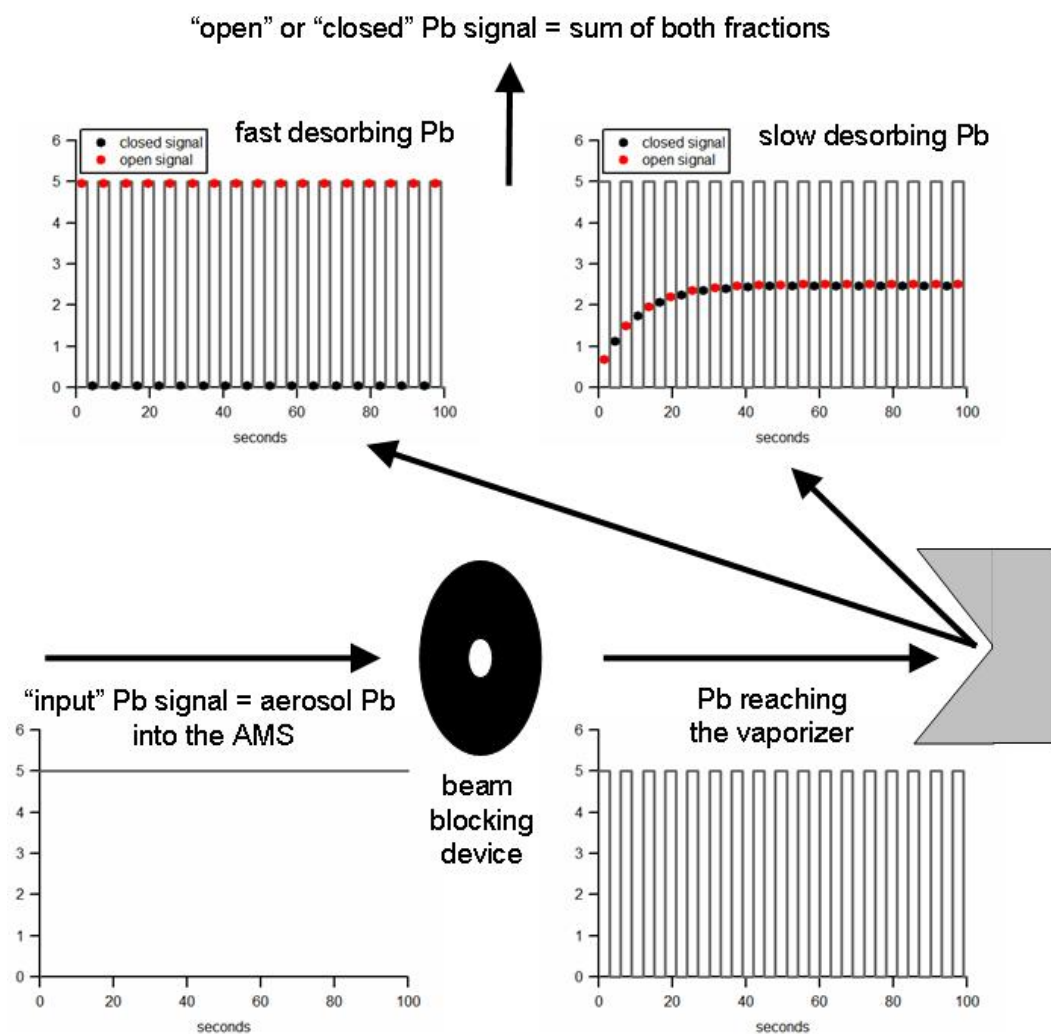 “open” or “closed” Pb signal = sum of both fractions
fast desorbing Pb
closed signal
open signal
6
5
4
3
2
1
0
0 20 40 60 80 100
seconds
slow desorbing Pb
closed signal
open signal
6
5
4
3
2
1
0
0 20 40 60 80 100
seconds
“input” Pb signal = aerosol Pb
into the AMS
6
5
4
3
2
1
0
0 20 40 60 80 100
seconds
beam
blocking
device
Pb reaching
the vaporizer
6
5
4
3
2
1
0
0 20 40 60 80 100
seconds